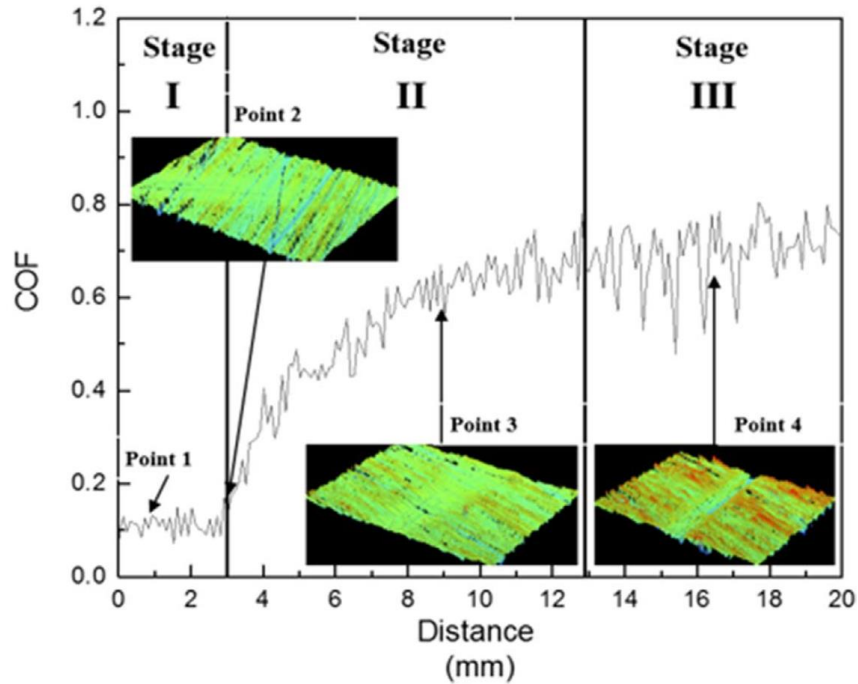 1.2
1.0
0.8
0.6
0.4
0.2
0.0
COF
Stage
I
Stage
II
Stage
III
Point 2
Point 1
Point 3
Point 4
0 2 4 6 8 10 12 14 16 18 20
Distance
(mm)